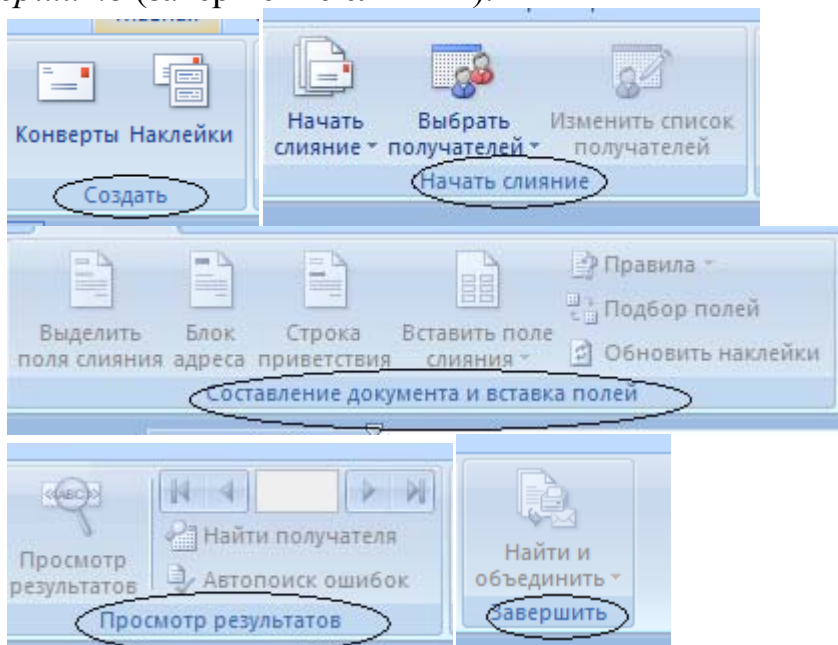 Конверты Наклейки
Создать
Начать слияние
Выбрать получателей
Изменить список получателей
Начать слияние
Выделить поля слияния
Блок адреса
Строка приветствия
Вставить поле слияния
Правила
Подбор полей
Обновить наклейки
Составление документа и вставка полей
«ABC»
Просмотр результатов
Найти получателя
Автопоиск ошибок
Просмотр результатов
Найти и объединить
Завершить